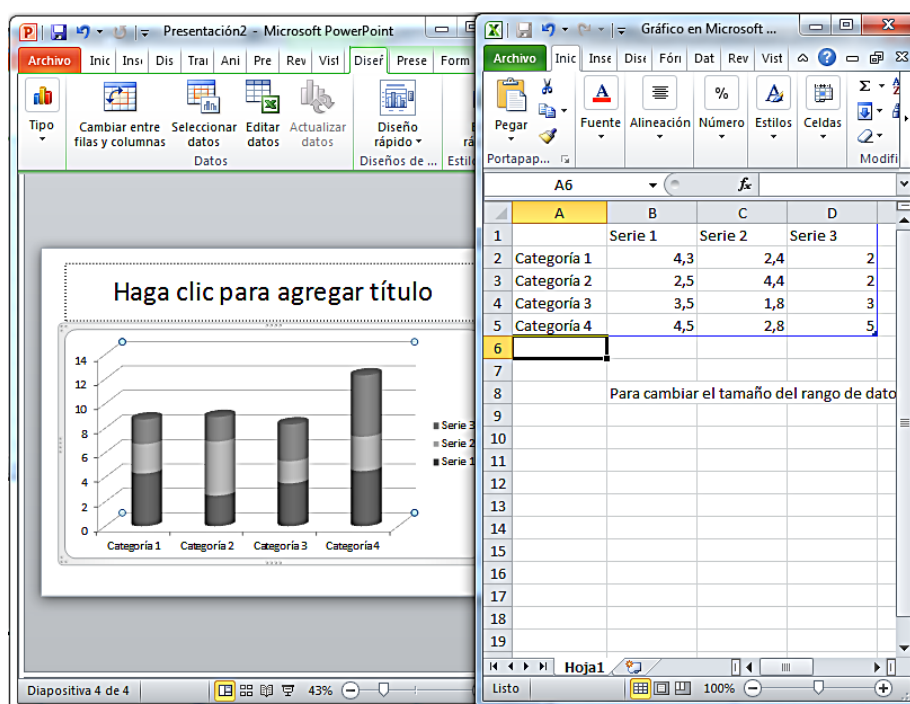 Presentación2 - Microsoft PowerPoint
Archivo Inic Inse Dis Trai Ani Pre Rev Vist Diseñ Prese Form
Tipo
Cambiar entre filas y columnas
Seleccionar datos
Editar datos
Actualizar datos
Diseño rápido
Datos
Diseños de ...
Haga clic para agregar título
14
12
10
8
6
4
2
0
Categoría 1 Categoría 2 Categoría 3 Categoría 4
Serie 3
Serie 2
Serie 1
Diapositiva 4 de 4
43%
Gráfico en Microsoft ...
Archivo Inic Inse Dise Fórı Dat Rev Vist
Pegar
Fuente Alineación Número Estilos Celdas
Portapap...
Modifi
A6
fx
A B C D
1 Serie 1 Serie 2 Serie 3
2 Categoría 1 4,3 2,4 2
3 Categoría 2 2,5 4,4 2
4 Categoría 3 3,5 1,8 3
5 Categoría 4 4,5 2,8 5
6
7
8 Para cambiar el tamaño del rango de dato
9
10
11
12
13
14
15
16
17
18
19
Hoja1
Listo
100%